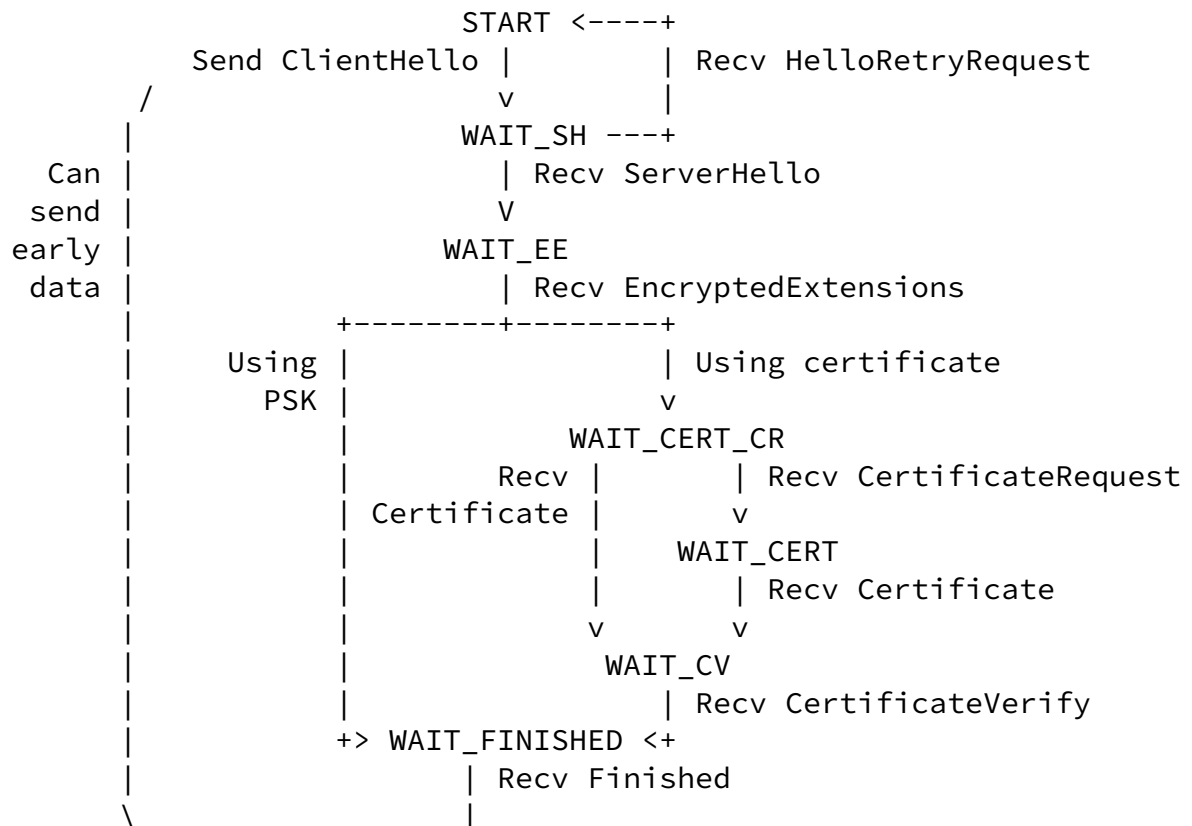 START <----+
               Send ClientHello |        | Recv HelloRetryRequest
            /                   v        |
           |                  WAIT_SH ---+
       Can |                    | Recv ServerHello
      send |                    V
     early |                 WAIT_EE
      data |                    | Recv EncryptedExtensions
           |           +--------+--------+
           |     Using |                 | Using certificate
           |       PSK |                 v
           |           |            WAIT_CERT_CR
           |           |        Recv |       | Recv CertificateRequest
           |           | Certificate |       v
           |           |             |    WAIT_CERT
           |           |             |       | Recv Certificate
           |           |             v       v
           |           |              WAIT_CV
           |           |                 | Recv CertificateVerify
           |           +> WAIT_FINISHED <+
           |                  | Recv Finished
           \                  |